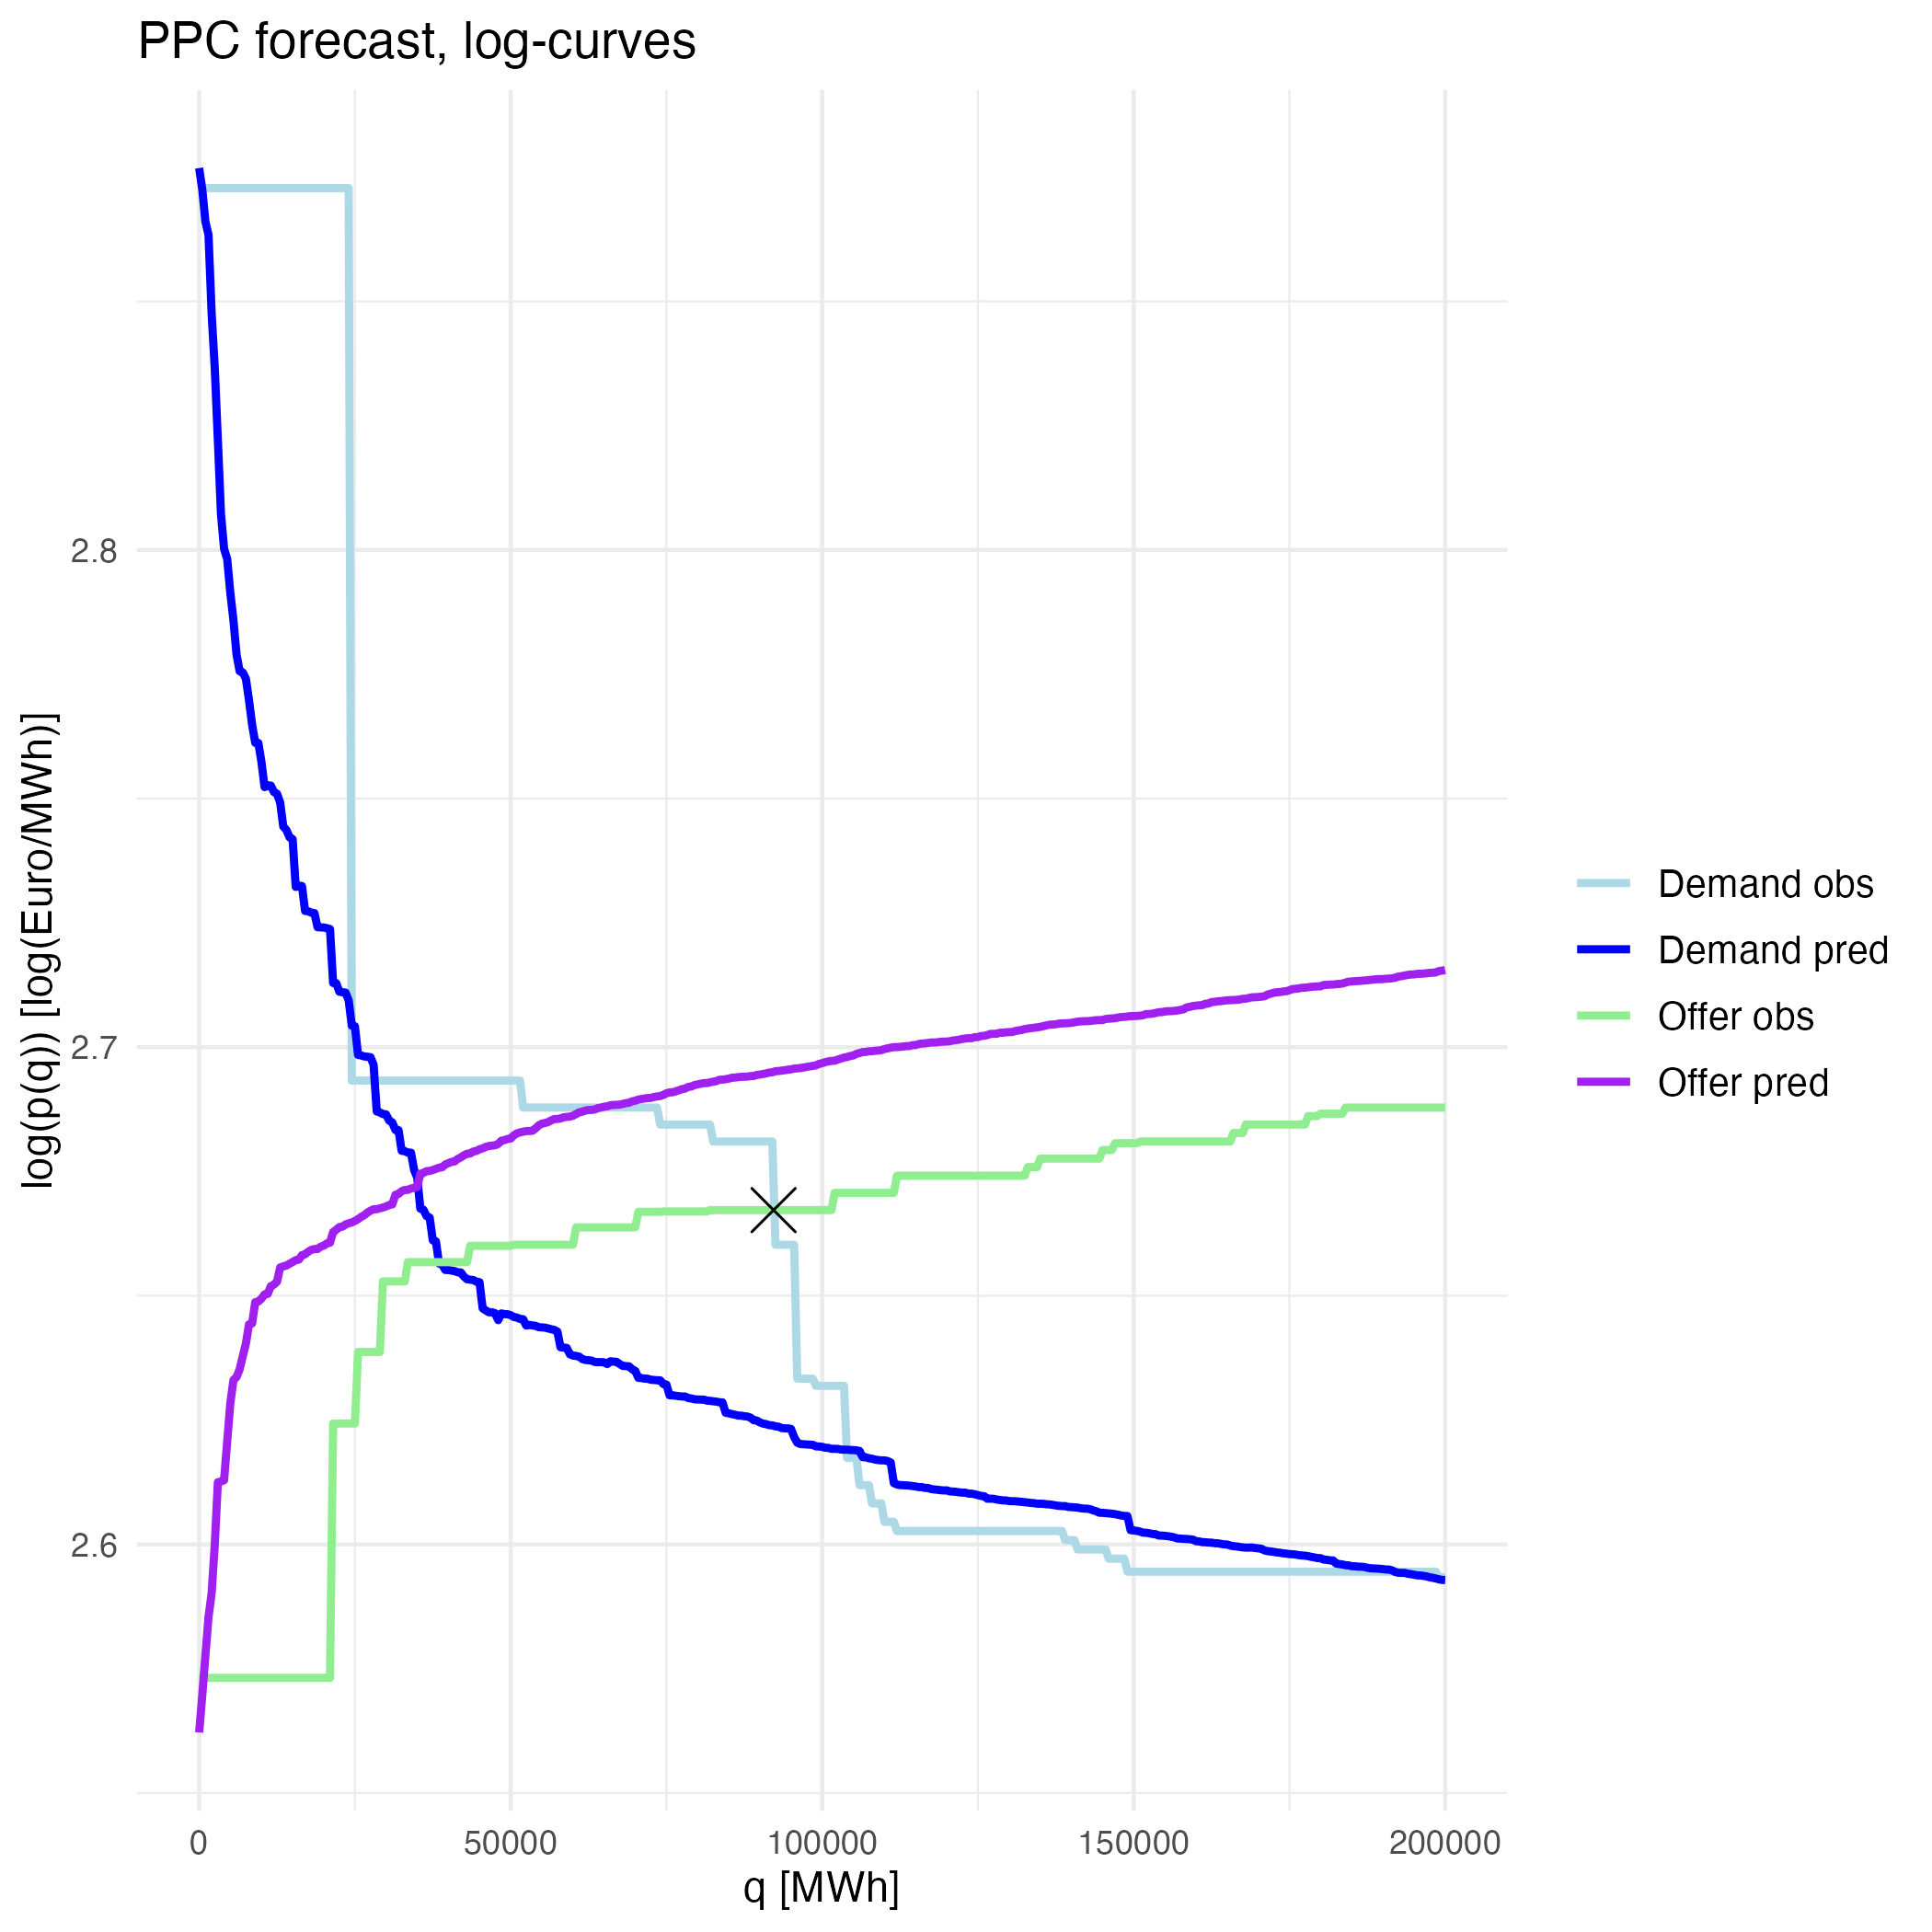 PPC forecast, log-curves
log(p(q)) [log(Euro/MWh)]
2.8
2.7
2.6
0
50000
100000
150000
200000
q [MWh]
Demand obs
Demand pred
Offer obs
Offer pred